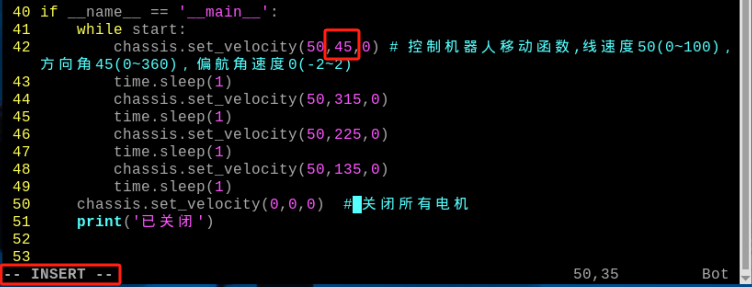 40 if __name__ == '__main__':
41     while start:
42         chassis.set_velocity(50,45,0) # 控制机器人移动函数,线速度50(0~100),
方向角45(0~360), 偏航角速度0(-2~2)
43         time.sleep(1)
44         chassis.set_velocity(50,315,0)
45         time.sleep(1)
46         chassis.set_velocity(50,225,0)
47         time.sleep(1)
48         chassis.set_velocity(50,135,0)
49         time.sleep(1)
50     chassis.set_velocity(0,0,0)  # 关闭所有电机
51     print('已关闭')
52
53
-- INSERT -- 50,35 Bot